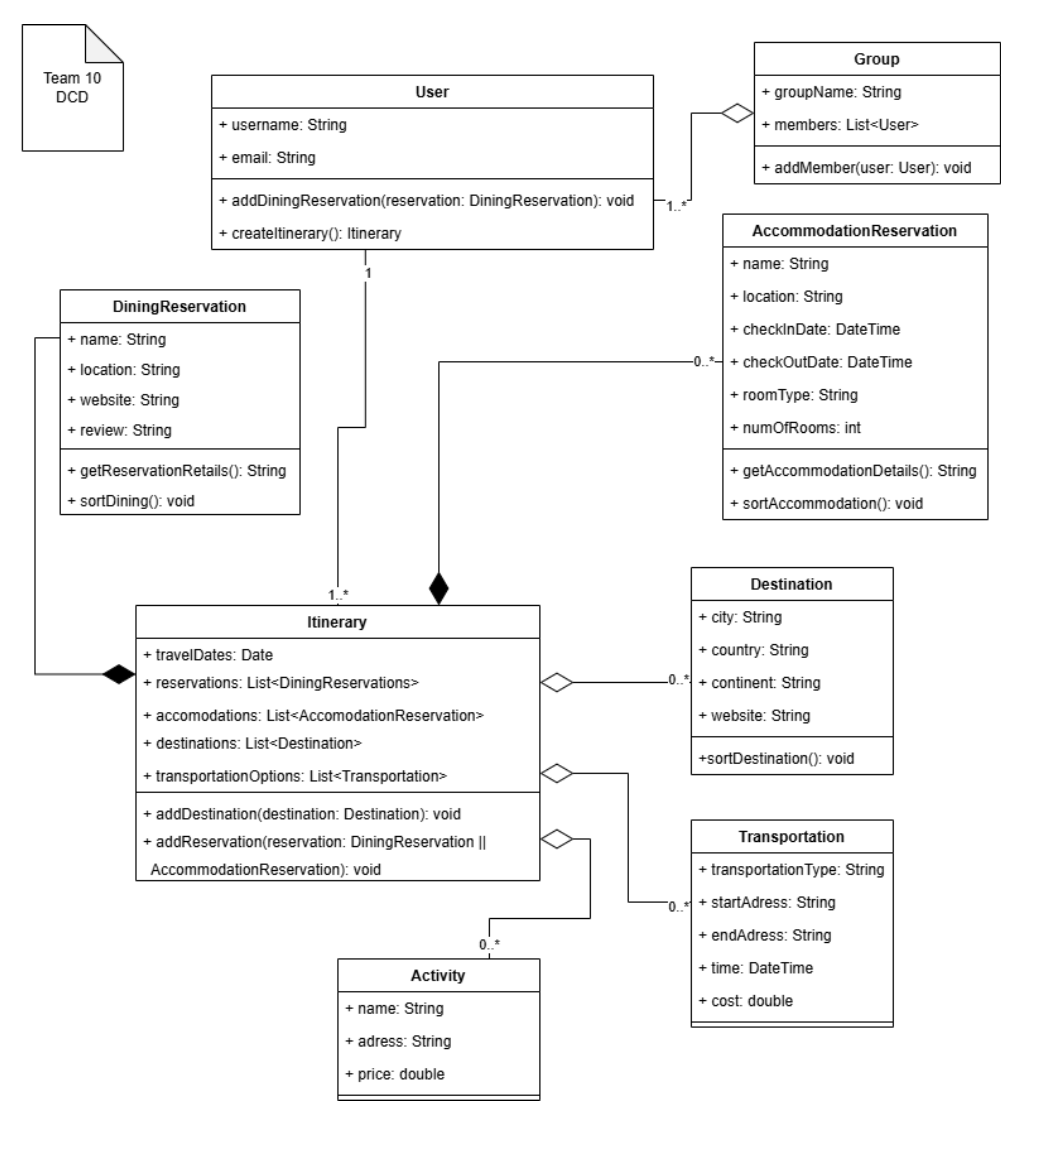 Team 10
DCD
User
+ username: String
+ email: String
+ addDiningReservation(reservation: DiningReservation): void
+ createItinerary(): Itinerary
Group
+ groupName: String
+ members: List<User>
+ addMember(user: User): void
1..*
1
AccommodationReservation
+ name: String
+ location: String
+ checkInDate: DateTime
+ checkOutDate: DateTime
+ roomType: String
+ numOfRooms: int
+ getAccommodationDetails(): String
+ sortAccommodation(): void
0..*
DiningReservation
+ name: String
+ location: String
+ website: String
+ review: String
+ getReservationRetails(): String
+ sortDining(): void
1..*
Itinerary
+ travelDates: Date
+ reservations: List<DiningReservations>
+ accomodations: List<AccomodationReservation>
+ destinations: List<Destination>
+ transportationOptions: List<Transportation>
+ addDestination(destination: Destination): void
+ addReservation(reservation: DiningReservation ||
AccommodationReservation): void
Destination
+ city: String
+ country: String
+ continent: String
+ website: String
+sortDestination(): void
0..*
Transportation
+ transportationType: String
+ startAdress: String
+ endAdress: String
+ time: DateTime
+ cost: double
0..*
0..*
Activity
+ name: String
+ adress: String
+ price: double